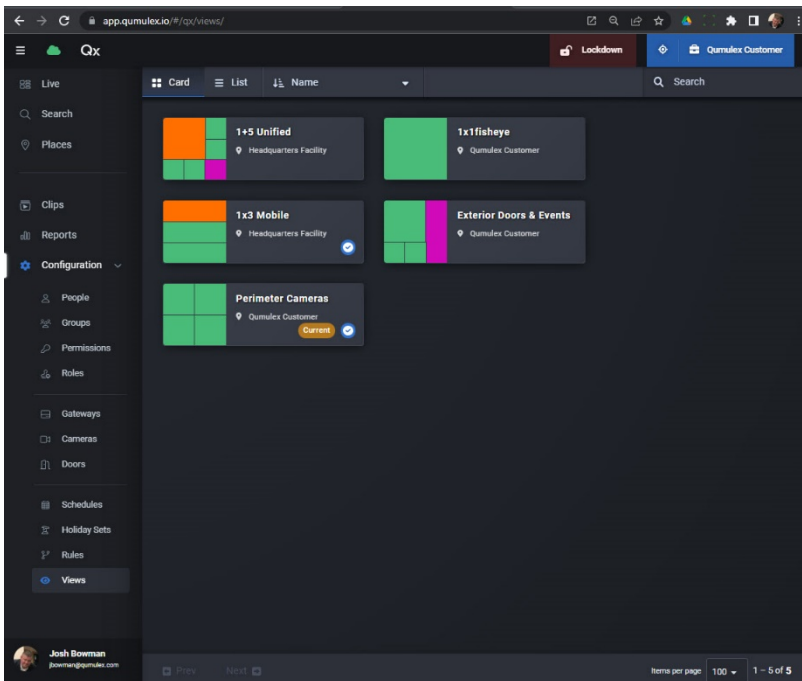 app.qumulex.io/#/qx/views/
Qx
Lockdown
Qumulex Customer
Live
Search
Places
Clips
Reports
Configuration
People
Groups
Permissions
Roles
Gateways
Cameras
Doors
Schedules
Holiday Sets
Rules
Views
Josh Bowman
jbowman@qumulex.com
Card
List
Name
Search
1+5 Unified
Headquarters Facility
1x1fisheye
Qumulex Customer
1x3 Mobile
Headquarters Facility
Exterior Doors & Events
Qumulex Customer
Perimeter Cameras
Qumulex Customer
Current
Prev
Next
Items per page
100
1 – 5 of 5